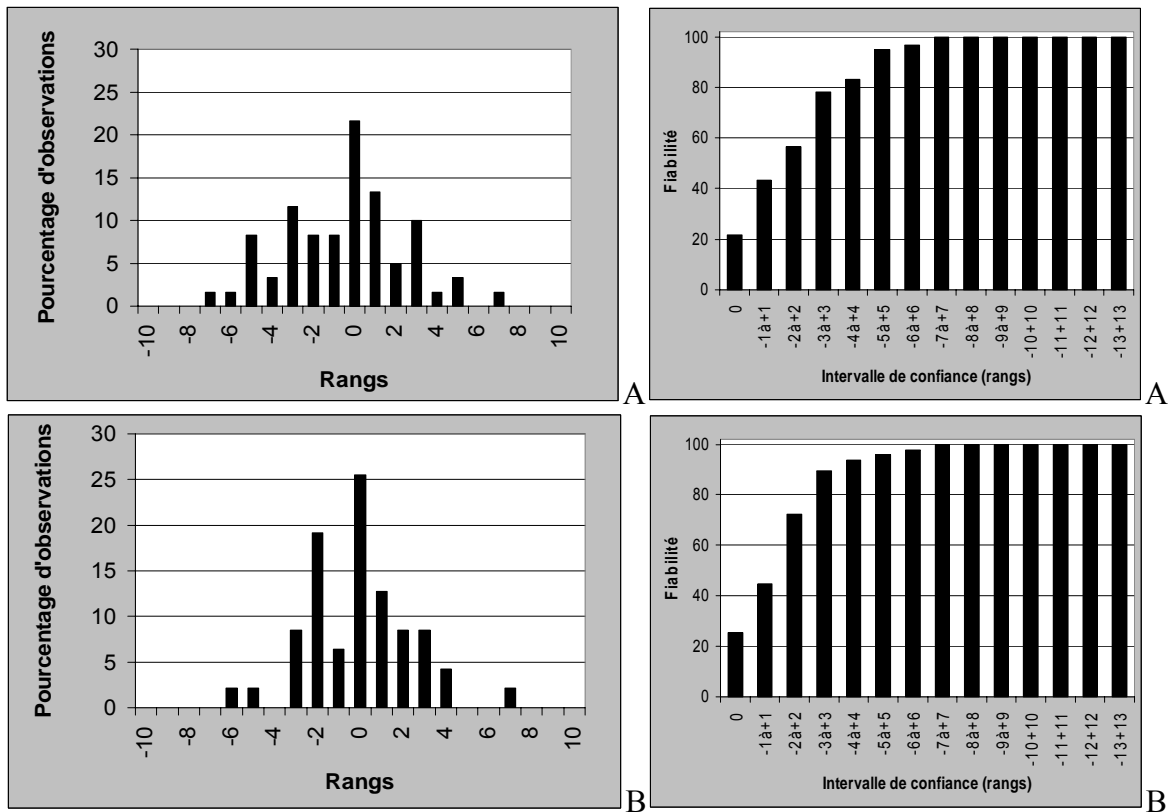 Pourcentage d'observations
30
25
20
15
10
5
0
-10
-8
-6
-4
-2
0
2
4
6
8
10
Rangs
A
Fiabilité
100
80
60
40
20
0
0
-1à+1
-2à+2
-3à+3
-4à+4
-5à+5
-6à+6
-7à+7
-8à+8
-9à+9
-10+10
-11+11
-12+12
-13+13
Intervalle de confiance (rangs)
A
Pourcentage d'observations
30
25
20
15
10
5
0
-10
-8
-6
-4
-2
0
2
4
6
8
10
Rangs
B
Fiabilité
100
80
60
40
20
0
0
-1à+1
-2à+2
-3à+3
-4à+4
-5à+5
-6à+6
-7à+7
-8à+8
-9à+9
-10+10
-11+11
-12+12
-13+13
Intervalle de confiance (rangs)
B